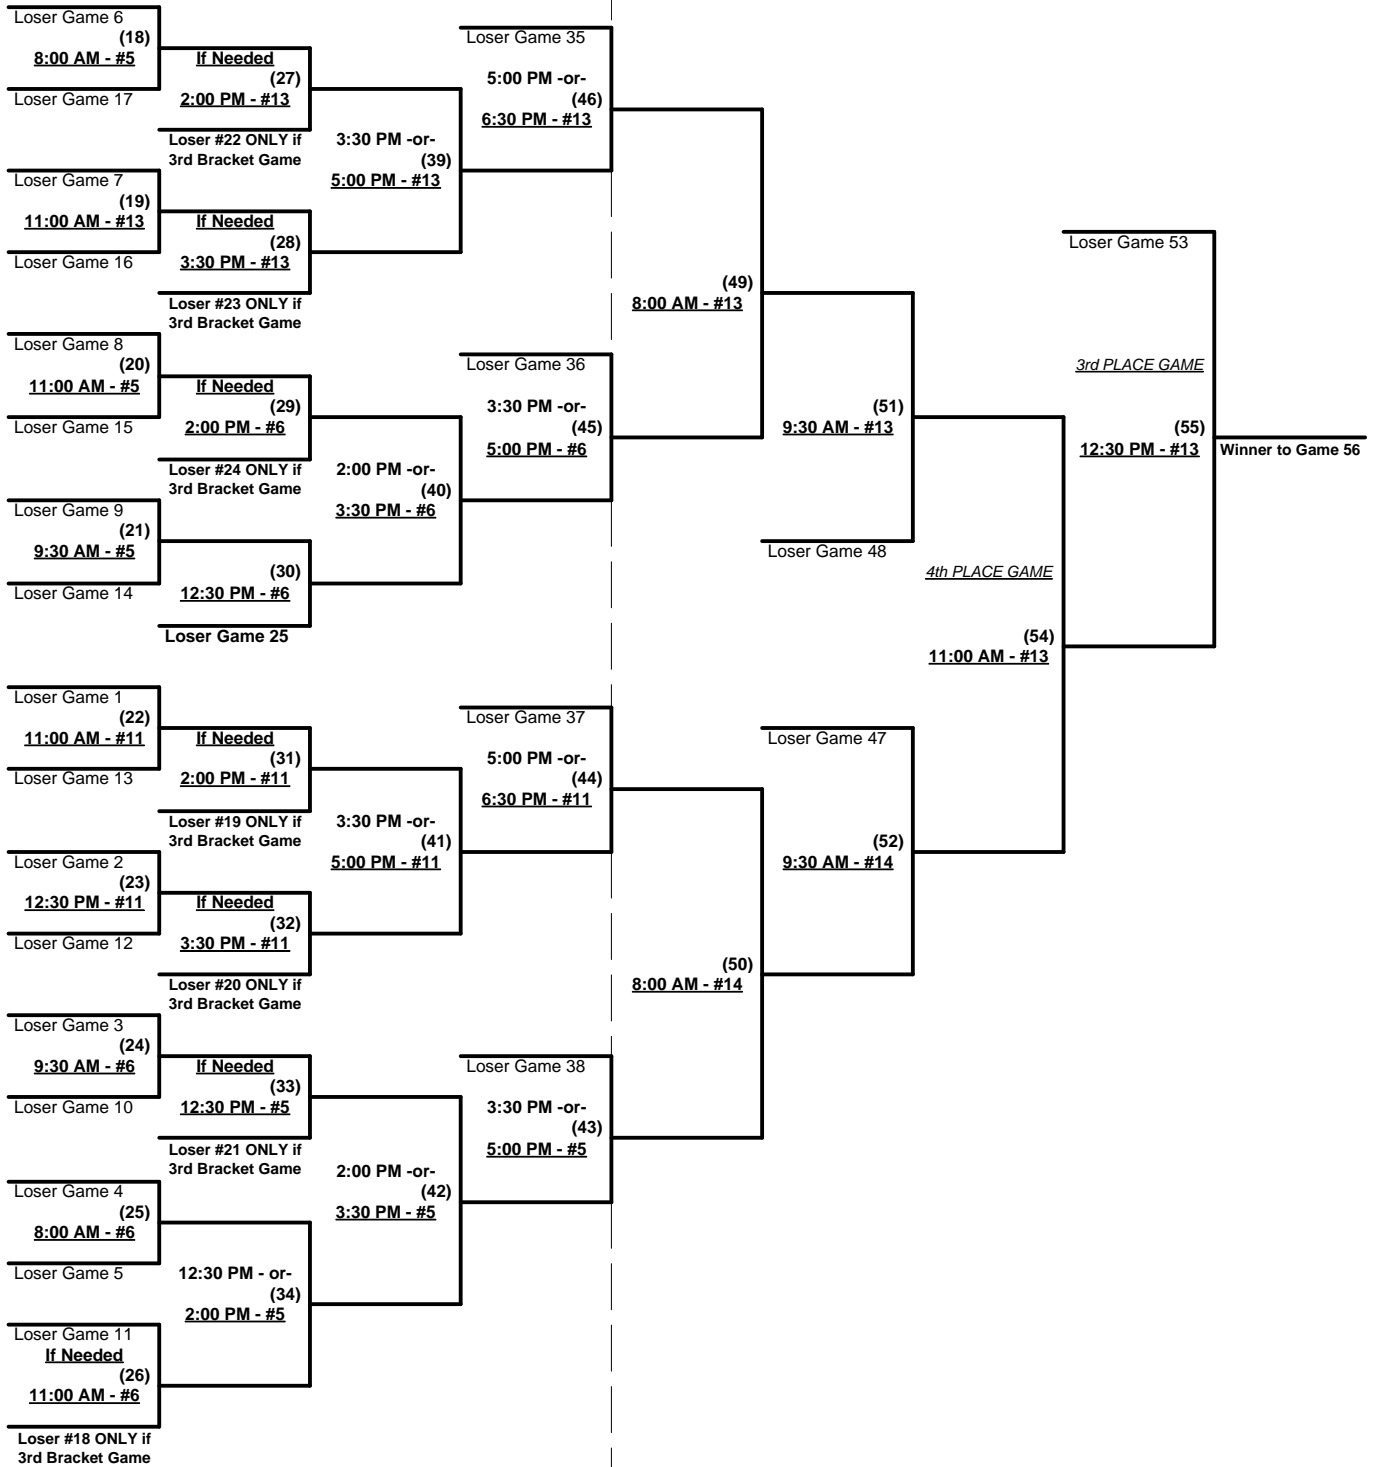 Loser Game 6
(18)
8:00 AM - #5
Loser Game 17
If Needed
(27)
2:00 PM - #13
Loser #22 ONLY if
3rd Bracket Game
Loser Game 7
(19)
11:00 AM - #13
Loser Game 16
If Needed
(28)
3:30 PM - #13
Loser #23 ONLY if
3rd Bracket Game
Loser Game 8
(20)
11:00 AM - #5
Loser Game 15
If Needed
(29)
2:00 PM - #6
Loser #24 ONLY if
3rd Bracket Game
Loser Game 9
(21)
9:30 AM - #5
Loser Game 14
(30)
12:30 PM - #6
Loser Game 25
Loser Game 1
(22)
11:00 AM - #11
Loser Game 13
If Needed
(31)
2:00 PM - #11
Loser #19 ONLY if
3rd Bracket Game
Loser Game 2
(23)
12:30 PM - #11
Loser Game 12
If Needed
(32)
3:30 PM - #11
Loser #20 ONLY if
3rd Bracket Game
Loser Game 3
(24)
9:30 AM - #6
Loser Game 10
If Needed
(33)
12:30 PM - #5
Loser #21 ONLY if
3rd Bracket Game
Loser Game 4
(25)
8:00 AM - #6
Loser Game 5
12:30 PM - or-
(34)
2:00 PM - #5
Loser Game 11
If Needed
(26)
11:00 AM - #6
Loser #18 ONLY if
3rd Bracket Game
3:30 PM -or-
(39)
5:00 PM - #13
2:00 PM -or-
(40)
3:30 PM - #6
3:30 PM -or-
(41)
5:00 PM - #11
2:00 PM -or-
(42)
3:30 PM - #5
Loser Game 35
5:00 PM -or-
(46)
6:30 PM - #13
Loser Game 36
3:30 PM -or-
(45)
5:00 PM - #6
Loser Game 37
5:00 PM -or-
(44)
6:30 PM - #11
Loser Game 38
3:30 PM -or-
(43)
5:00 PM - #5
(49)
8:00 AM - #13
(50)
8:00 AM - #14
(51)
9:30 AM - #13
Loser Game 48
Loser Game 47
(52)
9:30 AM - #14
4th PLACE GAME
(54)
11:00 AM - #13
Loser Game 53
3rd PLACE GAME
(55)
12:30 PM - #13
Winner to Game 56